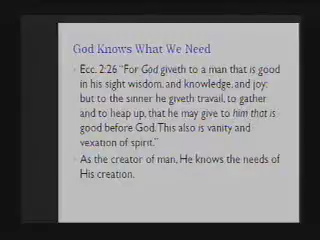 God Knows What We Need
Ecc. 2:26 "For God giveth to a man that is good
in his sight wisdom, and knowledge, and joy:
but to the sinner he giveth travail, to gather
and to heap up, that he may give to him that is
good before God. This also is vanity and
vexation of spirit."
As the creator of man, He knows the needs of
His creation.